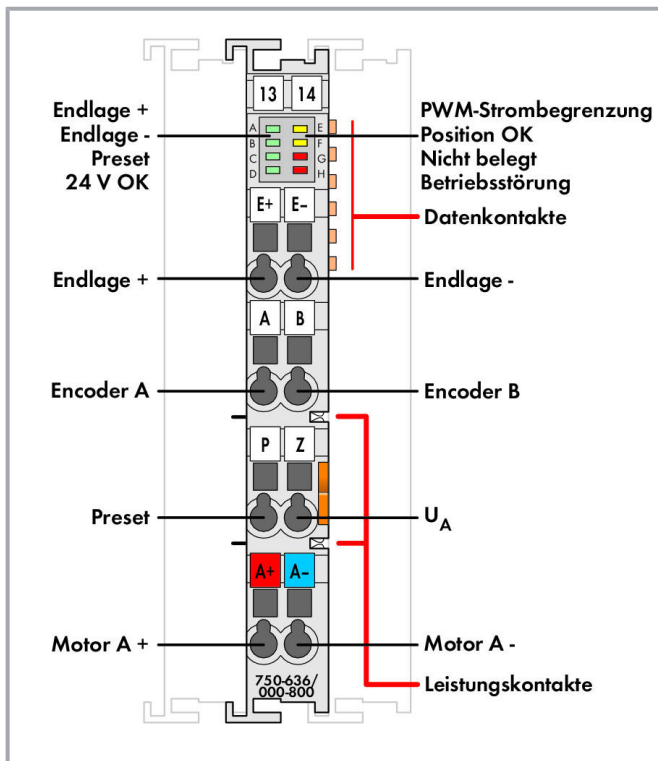 13 14
Endlage +
Endlage -
Preset
24 V OK
A
B
C
D
E
F
G
H
PWM-Strombegrenzung
Position OK
Nicht belegt
Betriebsstörung
Datenkontakte
E+ E−
Endlage +
Endlage -
A B
Encoder A
Encoder B
P Z
Preset
UA
A+ A−
Motor A +
Motor A -
Leistungskontakte
750-636/
000-800